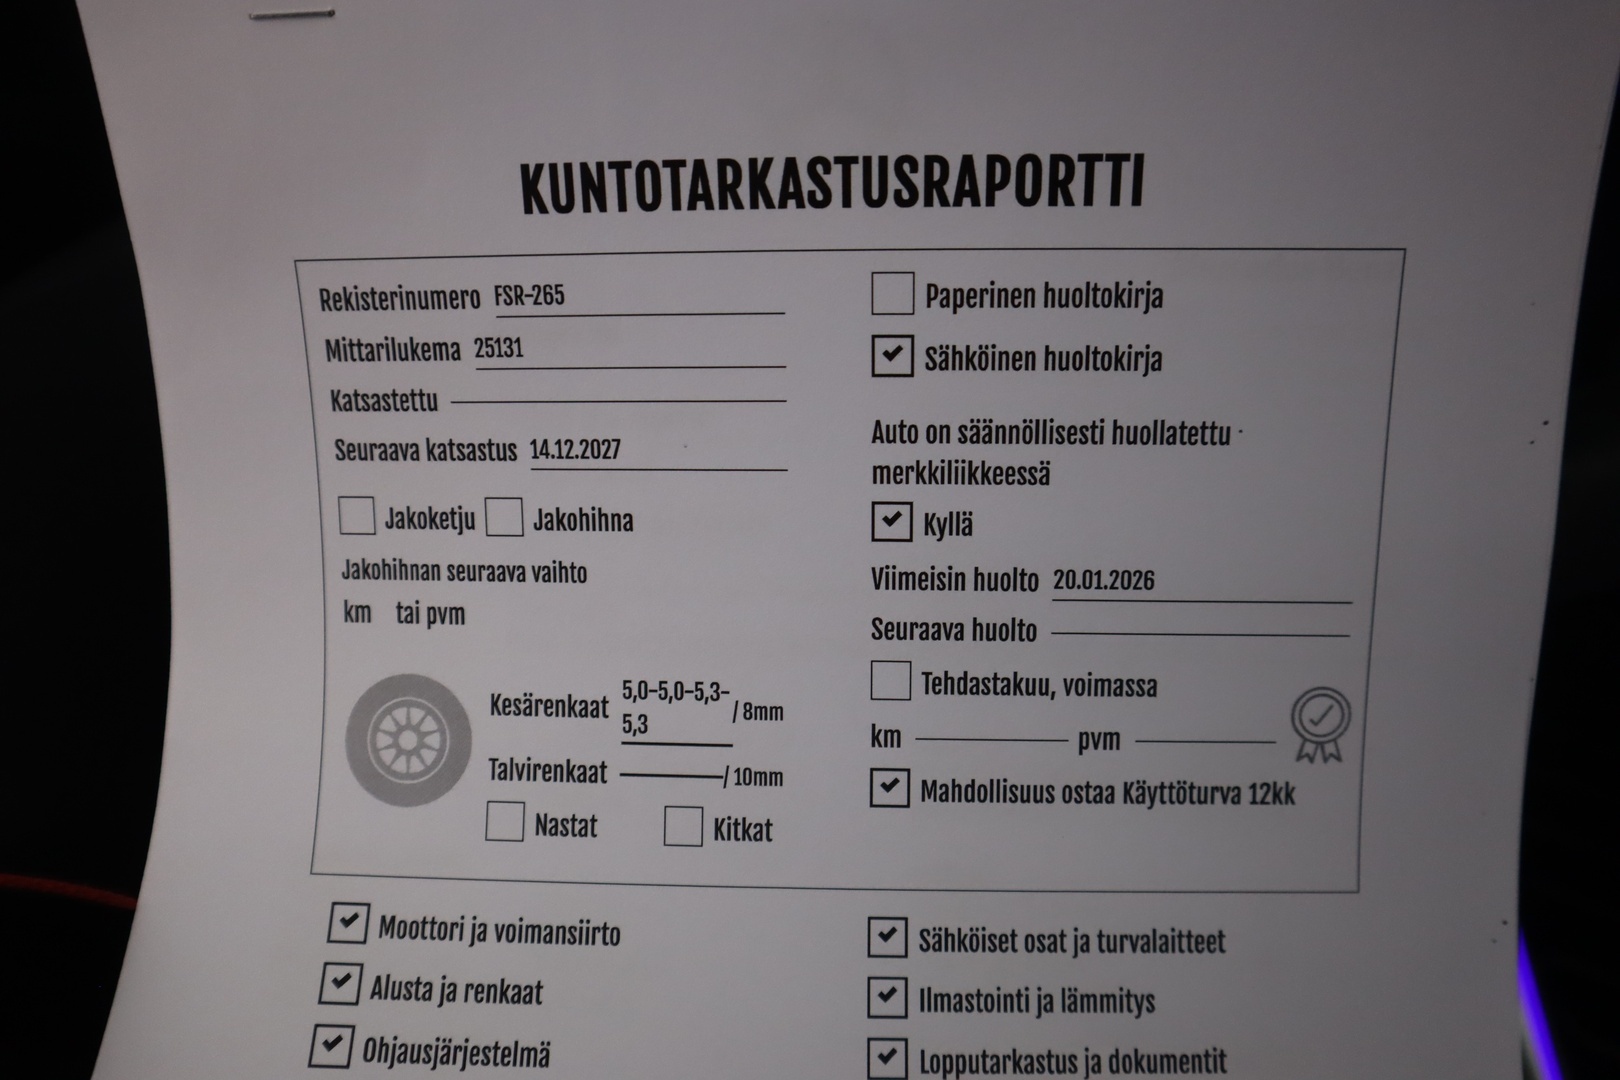 KUNTOTARKASTUSRAPORTTI
Rekisterinumero FSR-265
Mittarilukema 25131
Katsastettu
Seuraava katsastus 14.12.2027
Jakoketju Jakohihna
Jakohihnan seuraava vaihto
km tai pvm
Kesärenkaat 5,0-5,0-5,3-
5,3 / 8mm
Talvirenkaat / 10mm
Nastat Kitkat
Paperinen huoltokirja
Sähköinen huoltokirja
Auto on säännöllisesti huollatettu
merkkiliikkeessä
Kyllä
Viimeisin huolto 20.01.2026
Seuraava huolto
Tehdastakuu, voimassa
km pvm
Mahdollisuus ostaa Käyttöturva 12kk
Moottori ja voimansiirto
Alusta ja renkaat
Ohjausjärjestelmä
Sähköiset osat ja turvalaitteet
Ilmastointi ja lämmitys
Lopputarkastus ja dokumentit